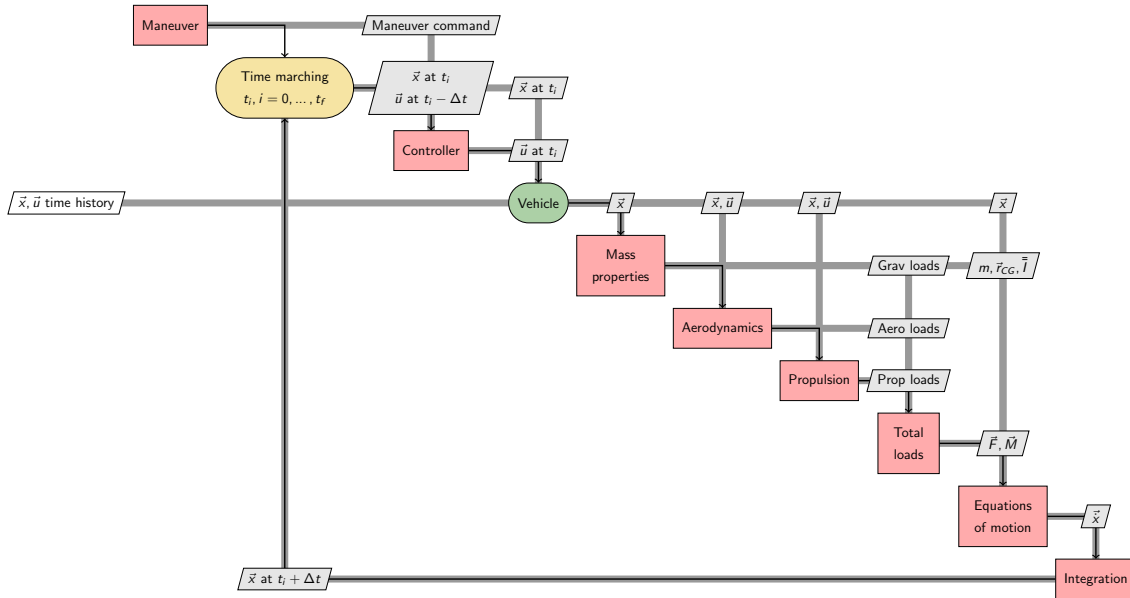 Maneuver
Maneuver command
Time marching
t_i, i = 0, ... , t_f
x⃗ at t_i
u⃗ at t_i − Δt
x⃗ at t_i
Controller
u⃗ at t_i
x⃗, u⃗ time history
Vehicle
x⃗
x⃗, u⃗
x⃗, u⃗
x⃗
Mass
properties
Grav loads
m, r⃗_CG, I̿
Aerodynamics
Aero loads
Propulsion
Prop loads
Total
loads
F⃗, M⃗
Equations
of motion
ẋ⃗
x⃗ at t_i + Δt
Integration